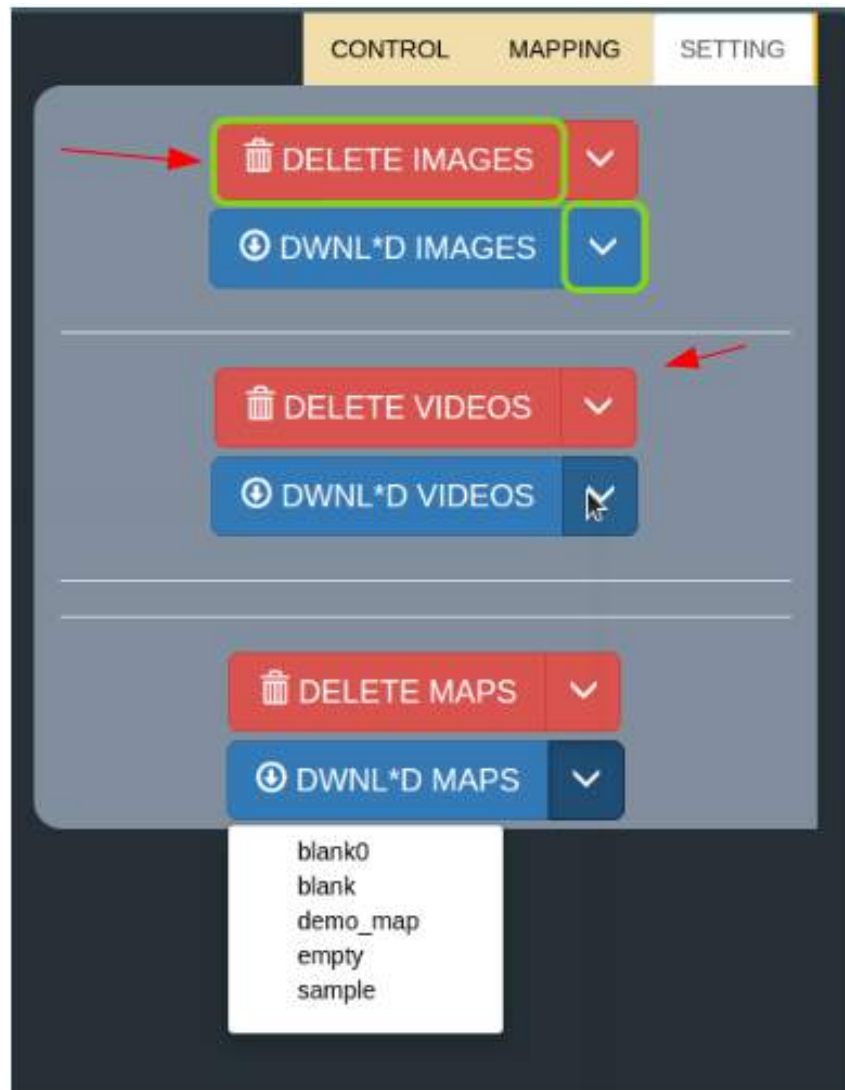 CONTROL MAPPING SETTING
DELETE IMAGES
DWNL*D IMAGES
DELETE VIDEOS
DWNL*D VIDEOS
DELETE MAPS
DWNL*D MAPS
blank0
blank
demo_map
empty
sample